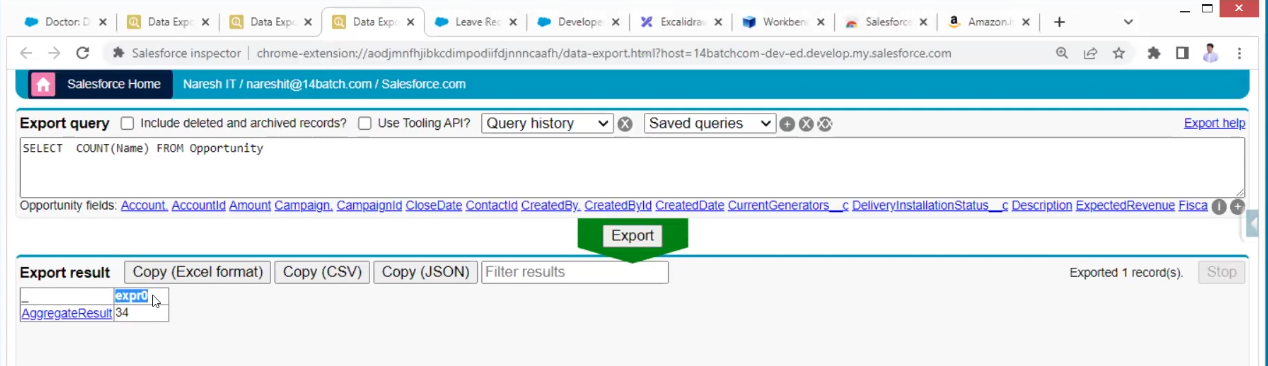 Doctor: D
Data Expo
Data Expo
Data Expo
Leave Rec
Develope
Excalidra
Workben
Salesforce
Amazon.i
Salesforce inspector | chrome-extension://aodjmnfhjibkcdimpodiifdjnnncaafh/data-export.html?host=14batchcom-dev-ed.develop.my.salesforce.com
Salesforce Home Naresh IT / nareshit@14batch.com / Salesforce.com
Export query Include deleted and archived records? Use Tooling API? Query history Saved queries Export help
SELECT  COUNT(Name) FROM Opportunity
Opportunity fields: Account. AccountId Amount Campaign. CampaignId CloseDate ContactId CreatedBy. CreatedById CreatedDate CurrentGenerators__c DeliveryInstallationStatus__c Description ExpectedRevenue Fisca
Export
Export result Copy (Excel format) Copy (CSV) Copy (JSON) Filter results Exported 1 record(s). Stop
_ expr0
AggregateResult 34